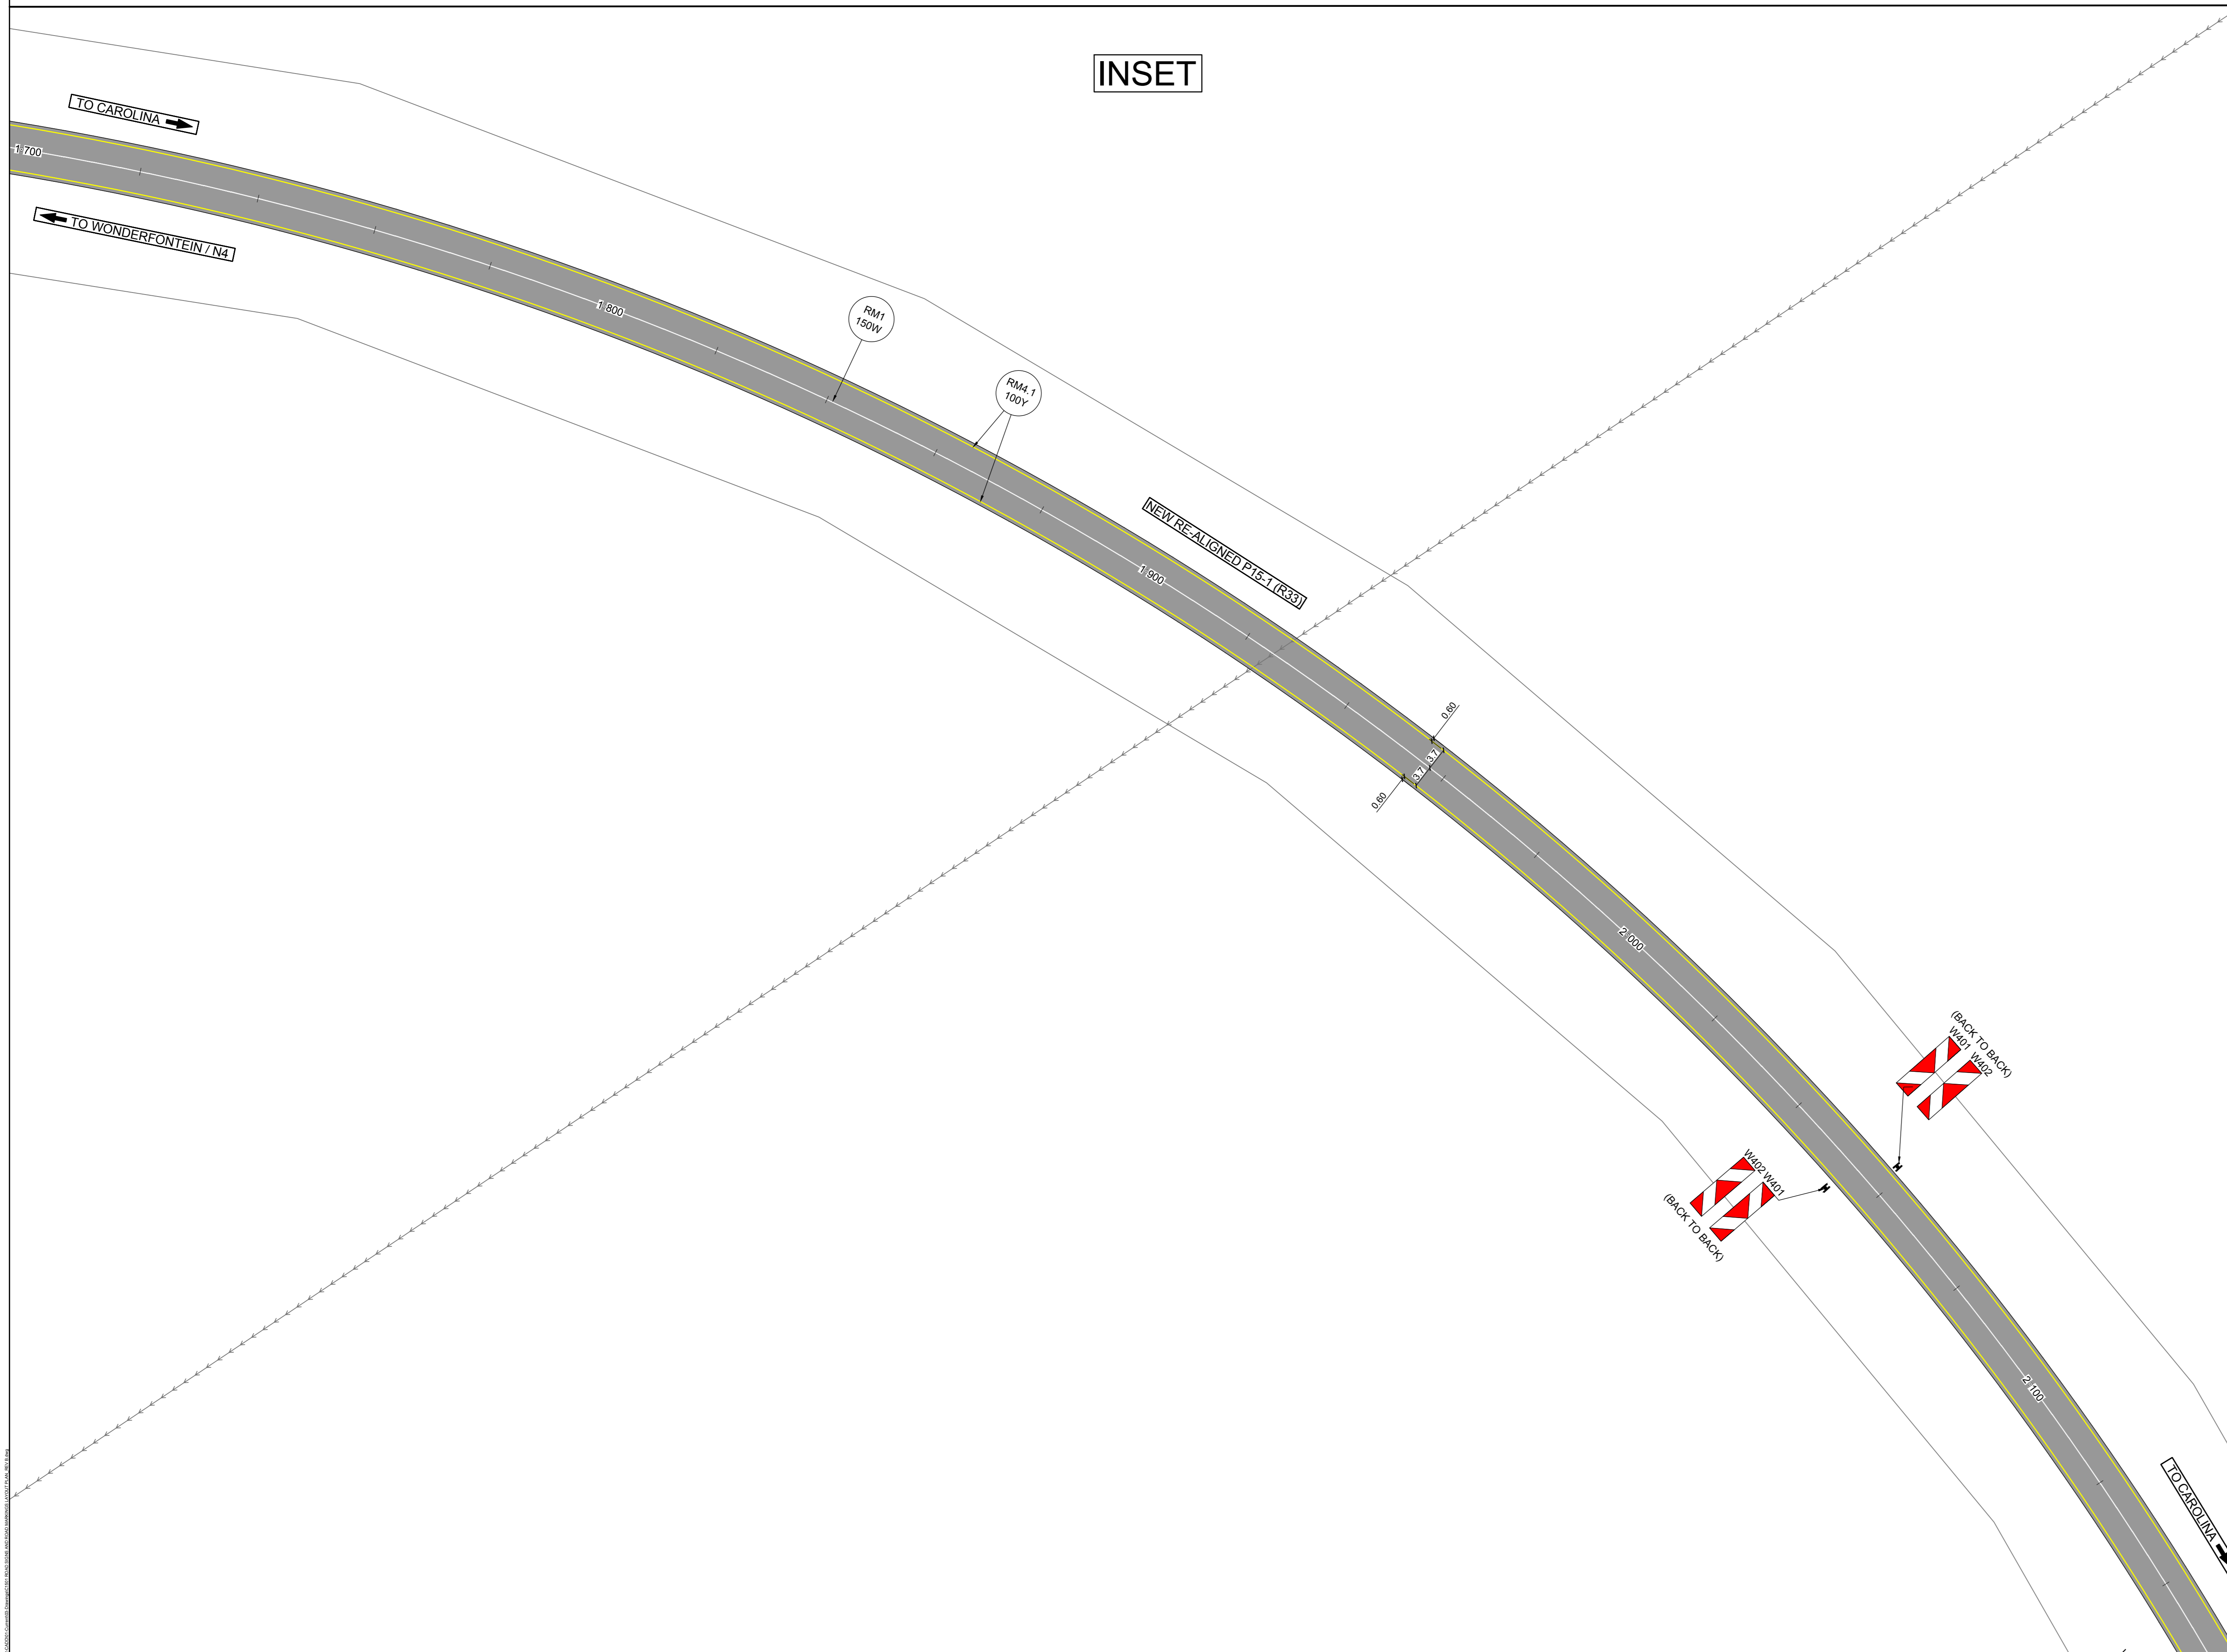 INSET
TO CAROLINA
1 700
TO WONDERFONTEIN / N4
1 800
RM1
150W
RM4.1
100Y
NEW RE-ALIGNED P15-1 (R33)
1 900
0.60
3.7
3.7
0.60
2 000
(BACK TO BACK)
W401
W402
W402
W401
(BACK TO BACK)
2 100
TO CAROLINA